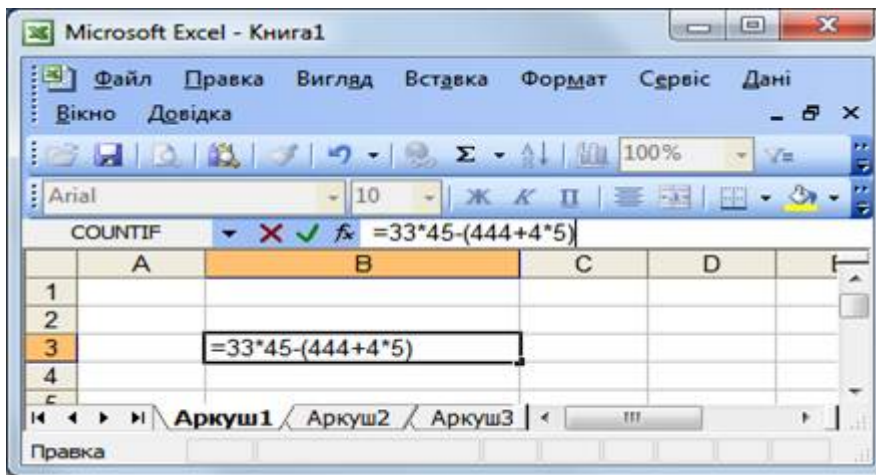 Microsoft Excel - Книга1
Файл Правка Вигляд Вставка Формат Сервіс Дані
Вікно Довідка
Σ 100%
Arial 10 Ж К П
COUNTIF fx =33*45-(444+4*5)
A B C D
1
2
3 =33*45-(444+4*5)
4
Аркуш1 Аркуш2 Аркуш3
Правка